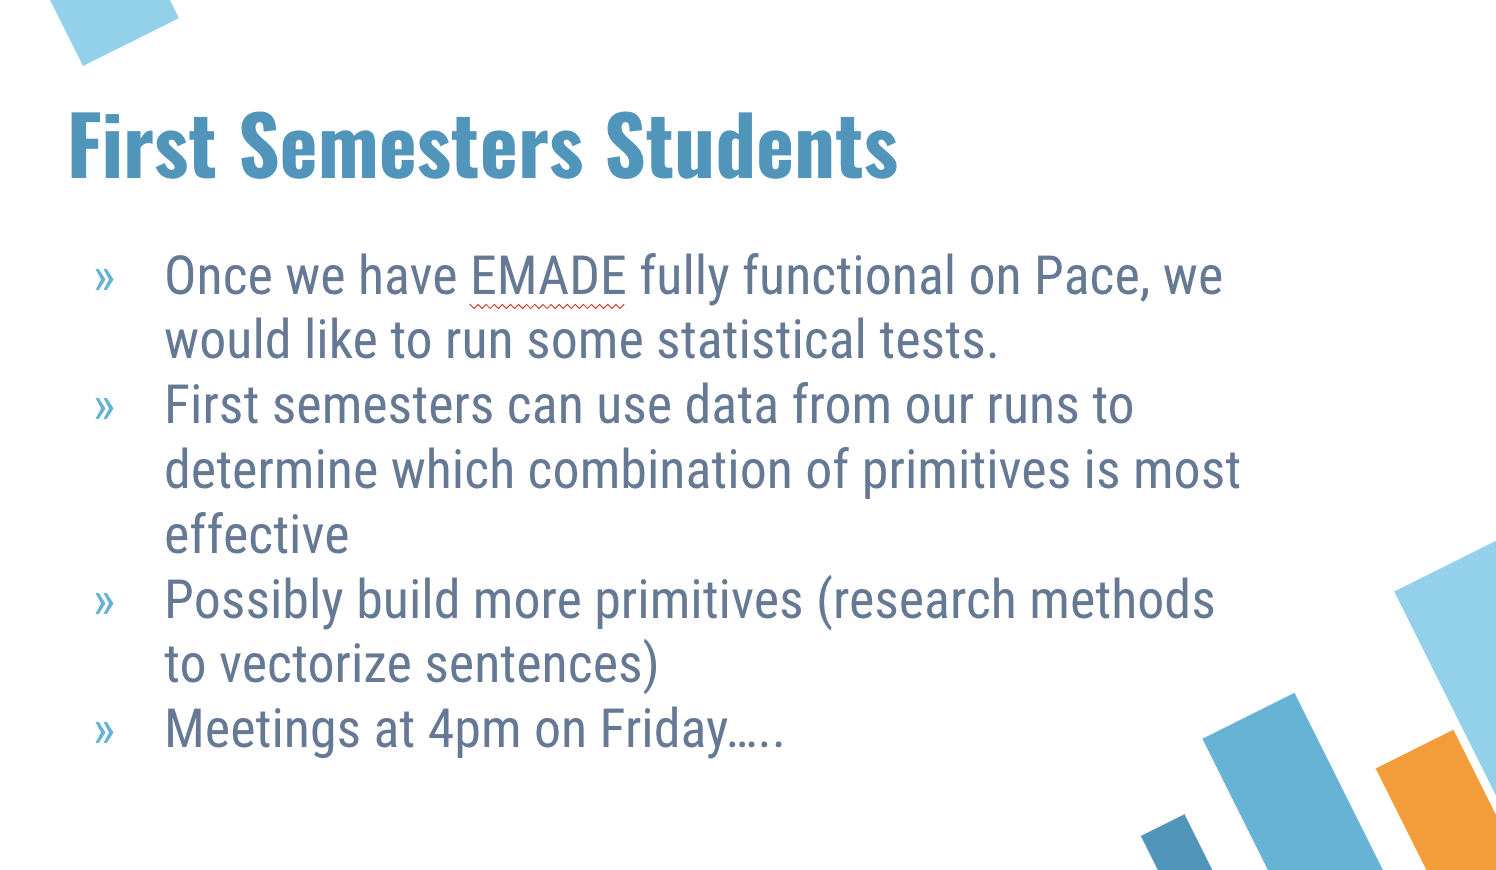 First Semesters Students
» Once we have EMADE fully functional on Pace, we
would like to run some statistical tests.
» First semesters can use data from our runs to
determine which combination of primitives is most
effective
» Possibly build more primitives (research methods
to vectorize sentences)
» Meetings at 4pm on Friday…..